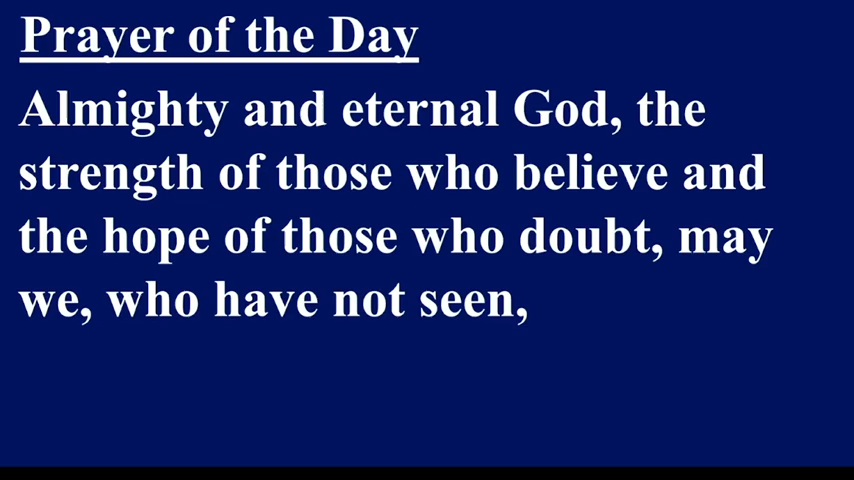 Prayer of the Day
Almighty and eternal God, the
strength of those who believe and
the hope of those who doubt, may
we, who have not seen,